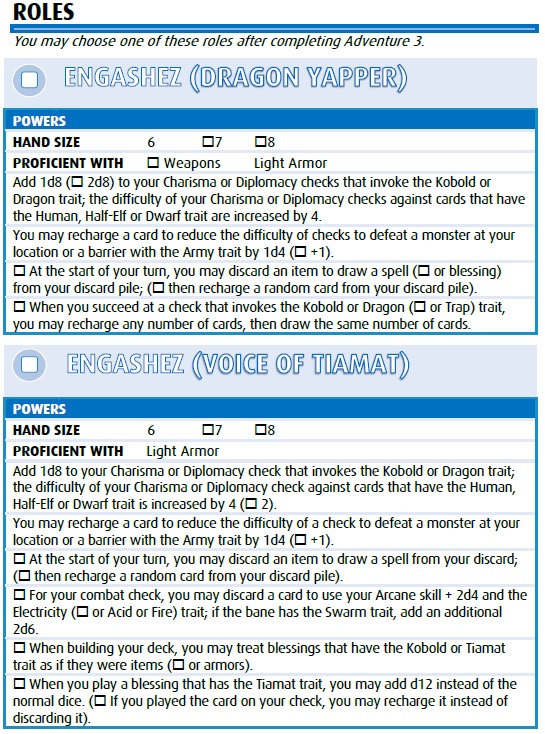 ROLES
You may choose one of these roles after completing Adventure 3.
☐ ENGASHEZ (DRAGON YAPPER)
POWERS
HAND SIZE 6 ☐7 ☐8
PROFICIENT WITH ☐ Weapons Light Armor
Add 1d8 (☐ 2d8) to your Charisma or Diplomacy checks that invoke the Kobold or
Dragon trait; the difficulty of your Charisma or Diplomacy checks against cards that have
the Human, Half-Elf or Dwarf trait are increased by 4.
You may recharge a card to reduce the difficulty of checks to defeat a monster at your
location or a barrier with the Army trait by 1d4 (☐ +1).
☐ At the start of your turn, you may discard an item to draw a spell (☐ or blessing)
from your discard pile; (☐ then recharge a random card from your discard pile).
☐ When you succeed at a check that invokes the Kobold or Dragon (☐ or Trap) trait,
you may recharge any number of cards, then draw the same number of cards.
☐ ENGASHEZ (VOICE OF TIAMAT)
POWERS
HAND SIZE 6 ☐7 ☐8
PROFICIENT WITH Light Armor
Add 1d8 to your Charisma or Diplomacy check that invokes the Kobold or Dragon trait;
the difficulty of your Charisma or Diplomacy check against cards that have the Human,
Half-Elf or Dwarf trait is increased by 4 (☐ 2).
You may recharge a card to reduce the difficulty of a check to defeat a monster at your
location or a barrier with the Army trait by 1d4 (☐ +1).
☐ At the start of your turn, you may discard an item to draw a spell from your discard;
(☐ then recharge a random card from your discard pile).
☐ For your combat check, you may discard a card to use your Arcane skill + 2d4 and the
Electricity (☐ or Acid or Fire) trait; if the bane has the Swarm trait, add an additional
2d6.
☐ When building your deck, you may treat blessings that have the Kobold or Tiamat
trait as if they were items (☐ or armors).
☐ When you play a blessing that has the Tiamat trait, you may add d12 instead of the
normal dice. (☐ If you played the card on your check, you may recharge it instead of
discarding it).